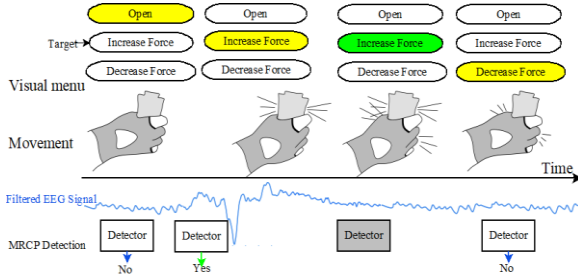 Open Open Open Open
Target Increase Force Increase Force Increase Force Increase Force
Decrease Force Decrease Force Decrease Force Decrease Force
Visual menu
Movement
Time
Filtered EEG Signal
MRCP Detection Detector Detector Detector Detector
No Yes No